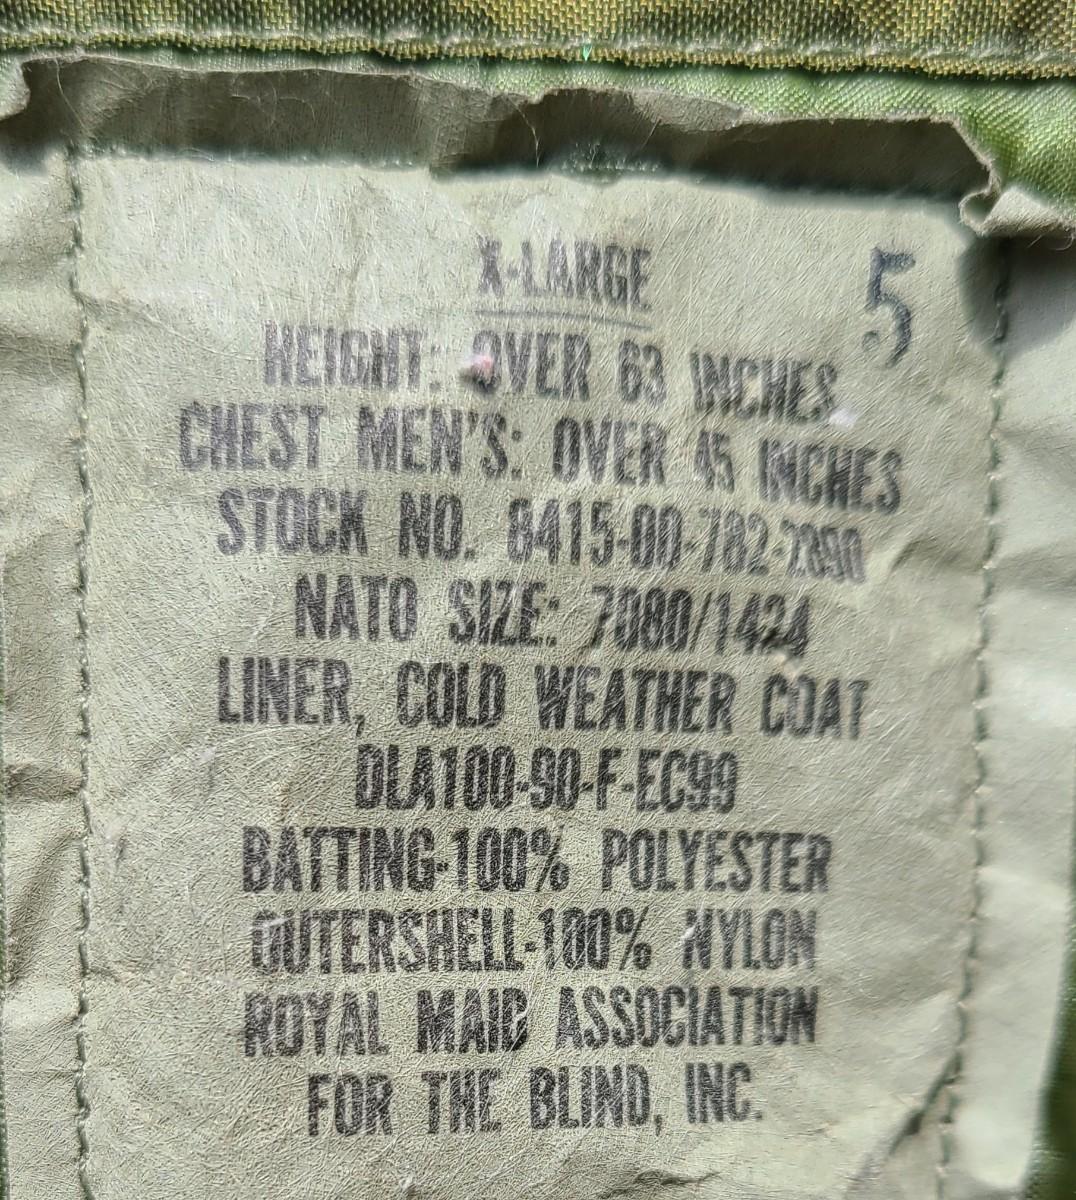 X-LARGE
5
HEIGHT: OVER 63 INCHES
CHEST MEN'S: OVER 45 INCHES
STOCK NO. 8415-00-782-2890
NATO SIZE: 7080/1424
LINER, COLD WEATHER COAT
DLA100-90-F-EC99
BATTING-100% POLYESTER
OUTERSHELL-100% NYLON
ROYAL MAID ASSOCIATION
FOR THE BLIND, INC.